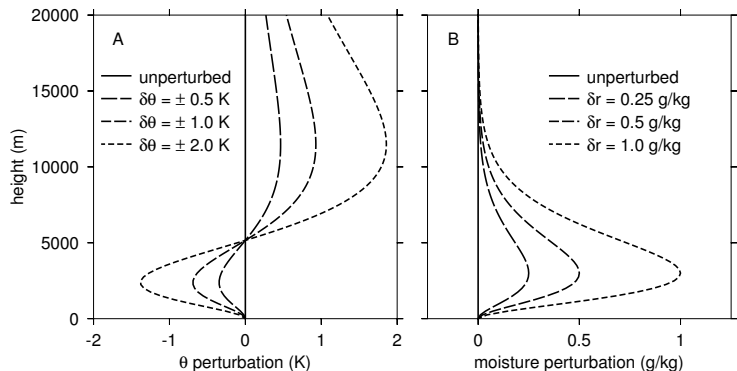 20000
15000
10000
5000
0
height (m)
A
unperturbed
δθ = ± 0.5 K
δθ = ± 1.0 K
δθ = ± 2.0 K
-2 -1 0 1 2
θ perturbation (K)
B
unperturbed
δr = 0.25 g/kg
δr = 0.5 g/kg
δr = 1.0 g/kg
0 0.5 1
moisture perturbation (g/kg)